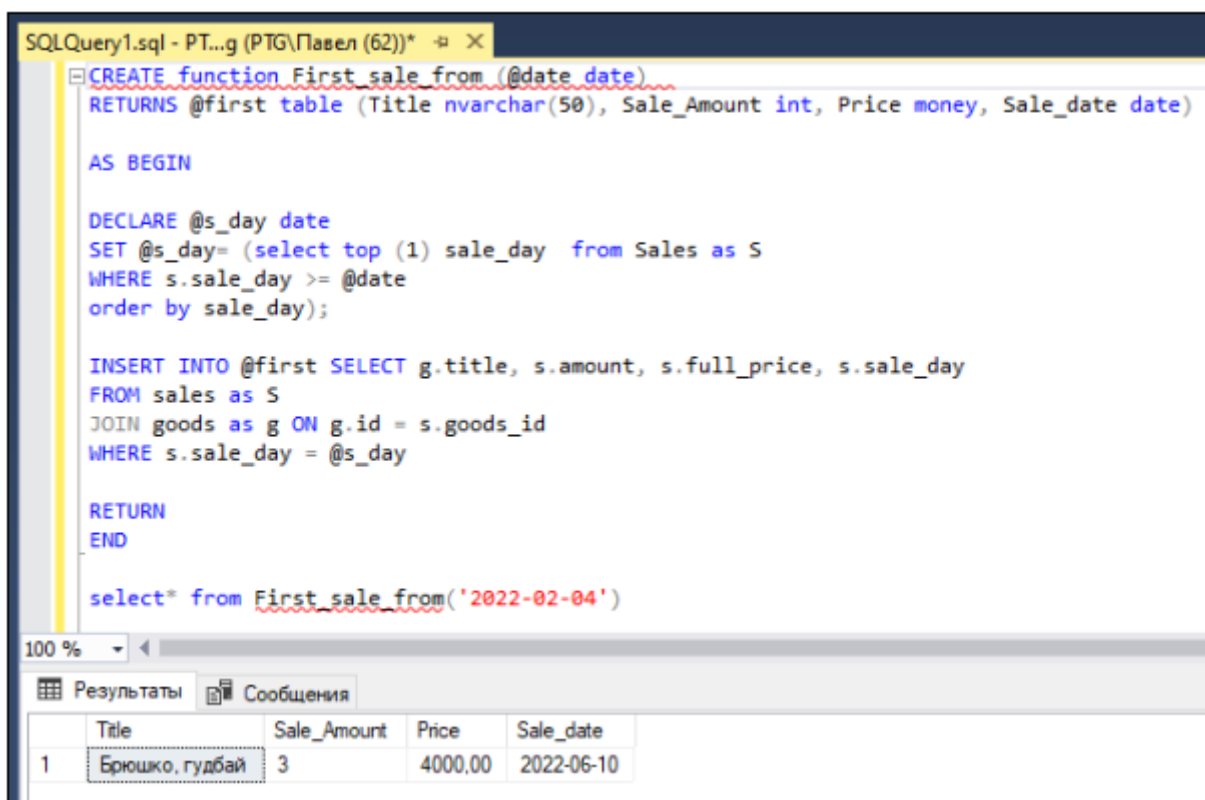 SQLQuery1.sql - PT...g (PTG\Павел (62))*
CREATE function First_sale_from (@date date)
RETURNS @first table (Title nvarchar(50), Sale_Amount int, Price money, Sale_date date)
AS BEGIN
DECLARE @s_day date
SET @s_day= (select top (1) sale_day  from Sales as S
WHERE s.sale_day >= @date
order by sale_day);
INSERT INTO @first SELECT g.title, s.amount, s.full_price, s.sale_day
FROM sales as S
JOIN goods as g ON g.id = s.goods_id
WHERE s.sale_day = @s_day
RETURN
END
select* from First_sale_from('2022-02-04')
100 %
Результаты Сообщения
Title Sale_Amount Price Sale_date
1 Брюшко, гудбай 3 4000,00 2022-06-10